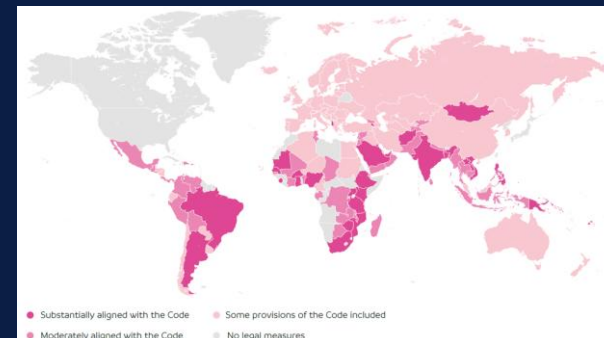 Substantially aligned with the Code
Some provisions of the Code included
Moderately aligned with the Code
No legal measures